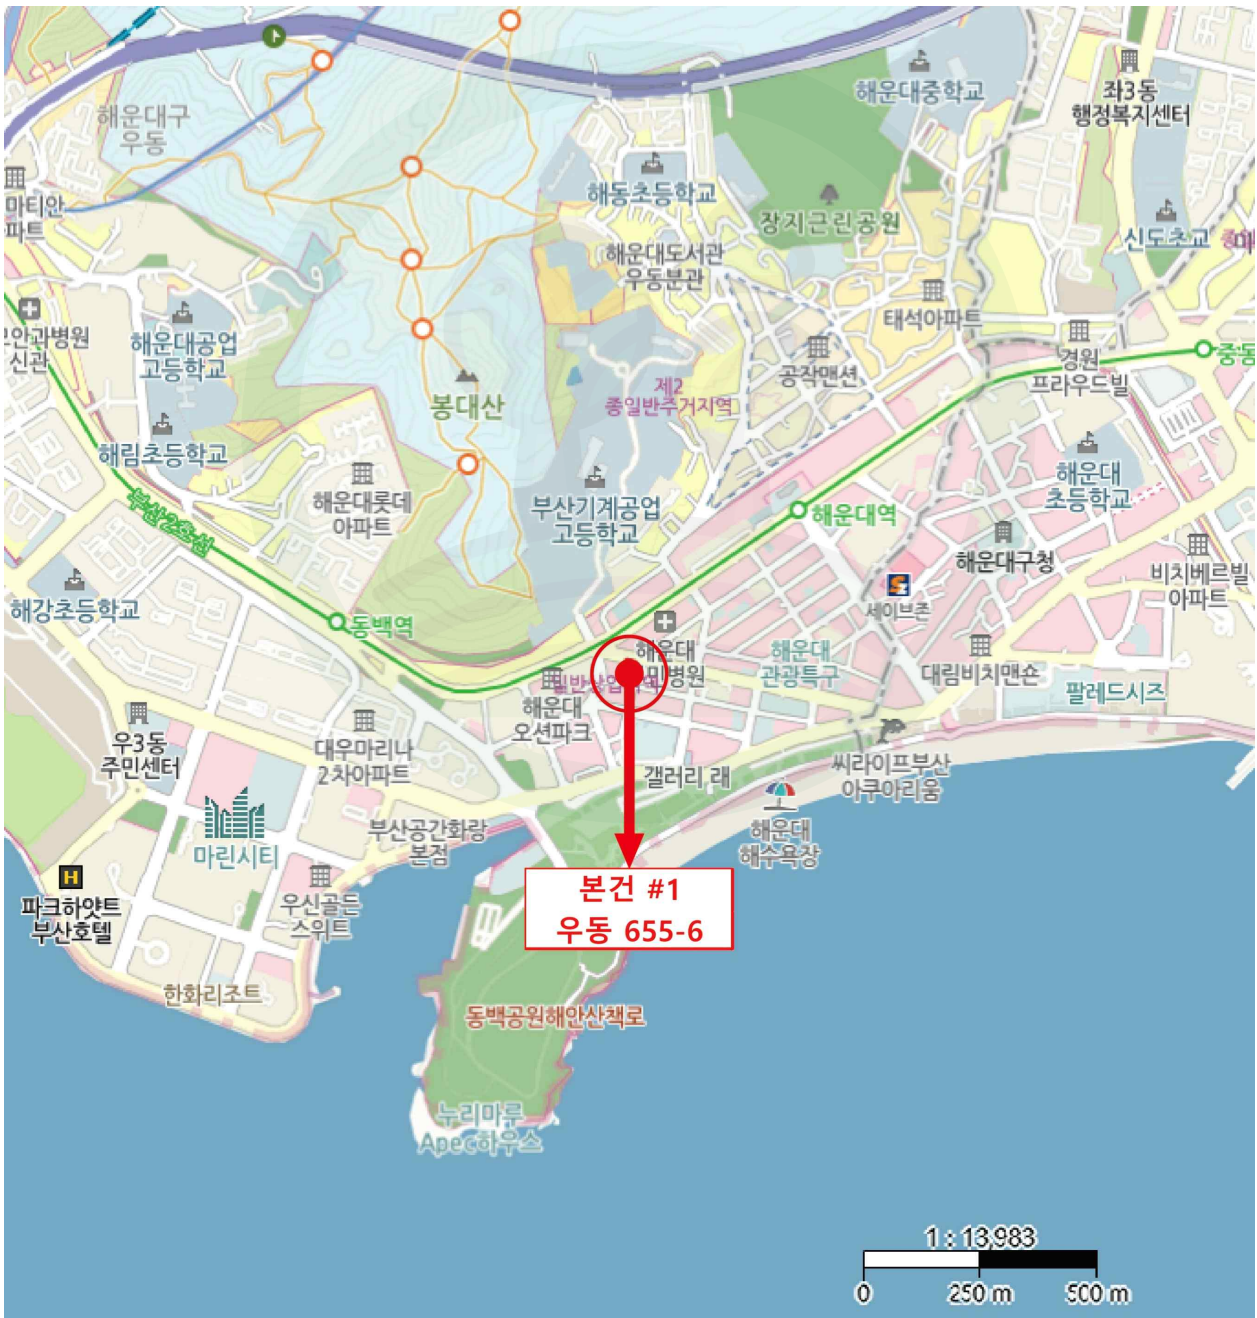 해운대구
우동
해운대중학교
좌3동
행정복지센터
마티안
파트
해동초등학교
장지근린공원
신도초교
해운대도서관
우동분관
안과병원
신관
해운대공업
고등학교
태석아파트
공작맨션
경원
프라우드빌
중동
제2
종일반주거지역
봉대산
해림초등학교
해운대롯데
아파트
부산2호선
부산기계공업
고등학교
해운대역
해운대
초등학교
해운대구청
비치베르빌
아파트
해강초등학교
동백역
세이브존
해운대
민병원
해운대
관광특구
대림비치맨숀
팔레드시즈
일반상업지역
해운대
오션파크
우3동
주민센터
대우마리나
2차아파트
갤러리 래
씨라이프부산
아쿠아리움
해운대
해수욕장
부산공간화랑
본점
마린시티
H
파크하얏트
부산호텔
우신골든
스위트
본건 #1
우동 655-6
한화리조트
동백공원해안산책로
누리마루
Apec하우스
1 : 13,983
0 250 m 500 m